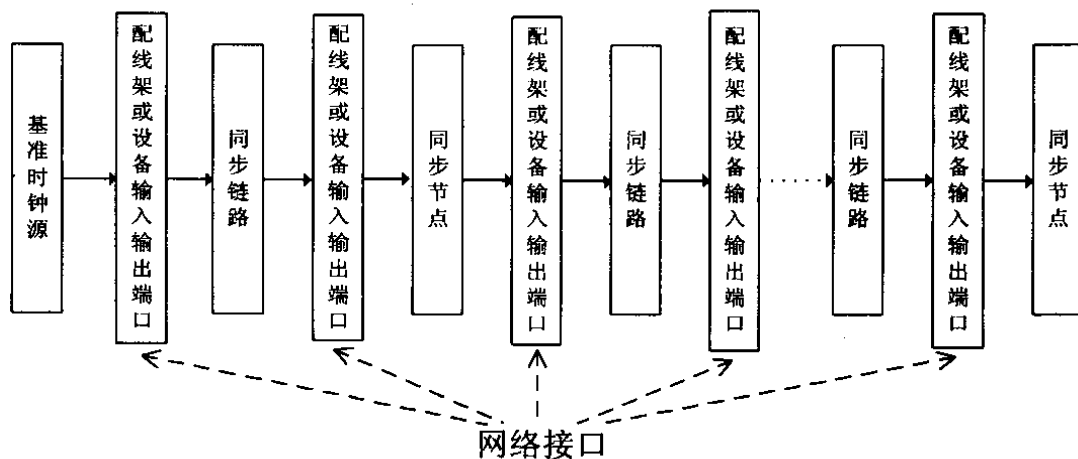 基准时钟源
配线架或设备输入输出端口
同步链路
配线架或设备输入输出端口
同步节点
配线架或设备输入输出端口
同步链路
配线架或设备输入输出端口
同步链路
配线架或设备输入输出端口
同步节点
网络接口